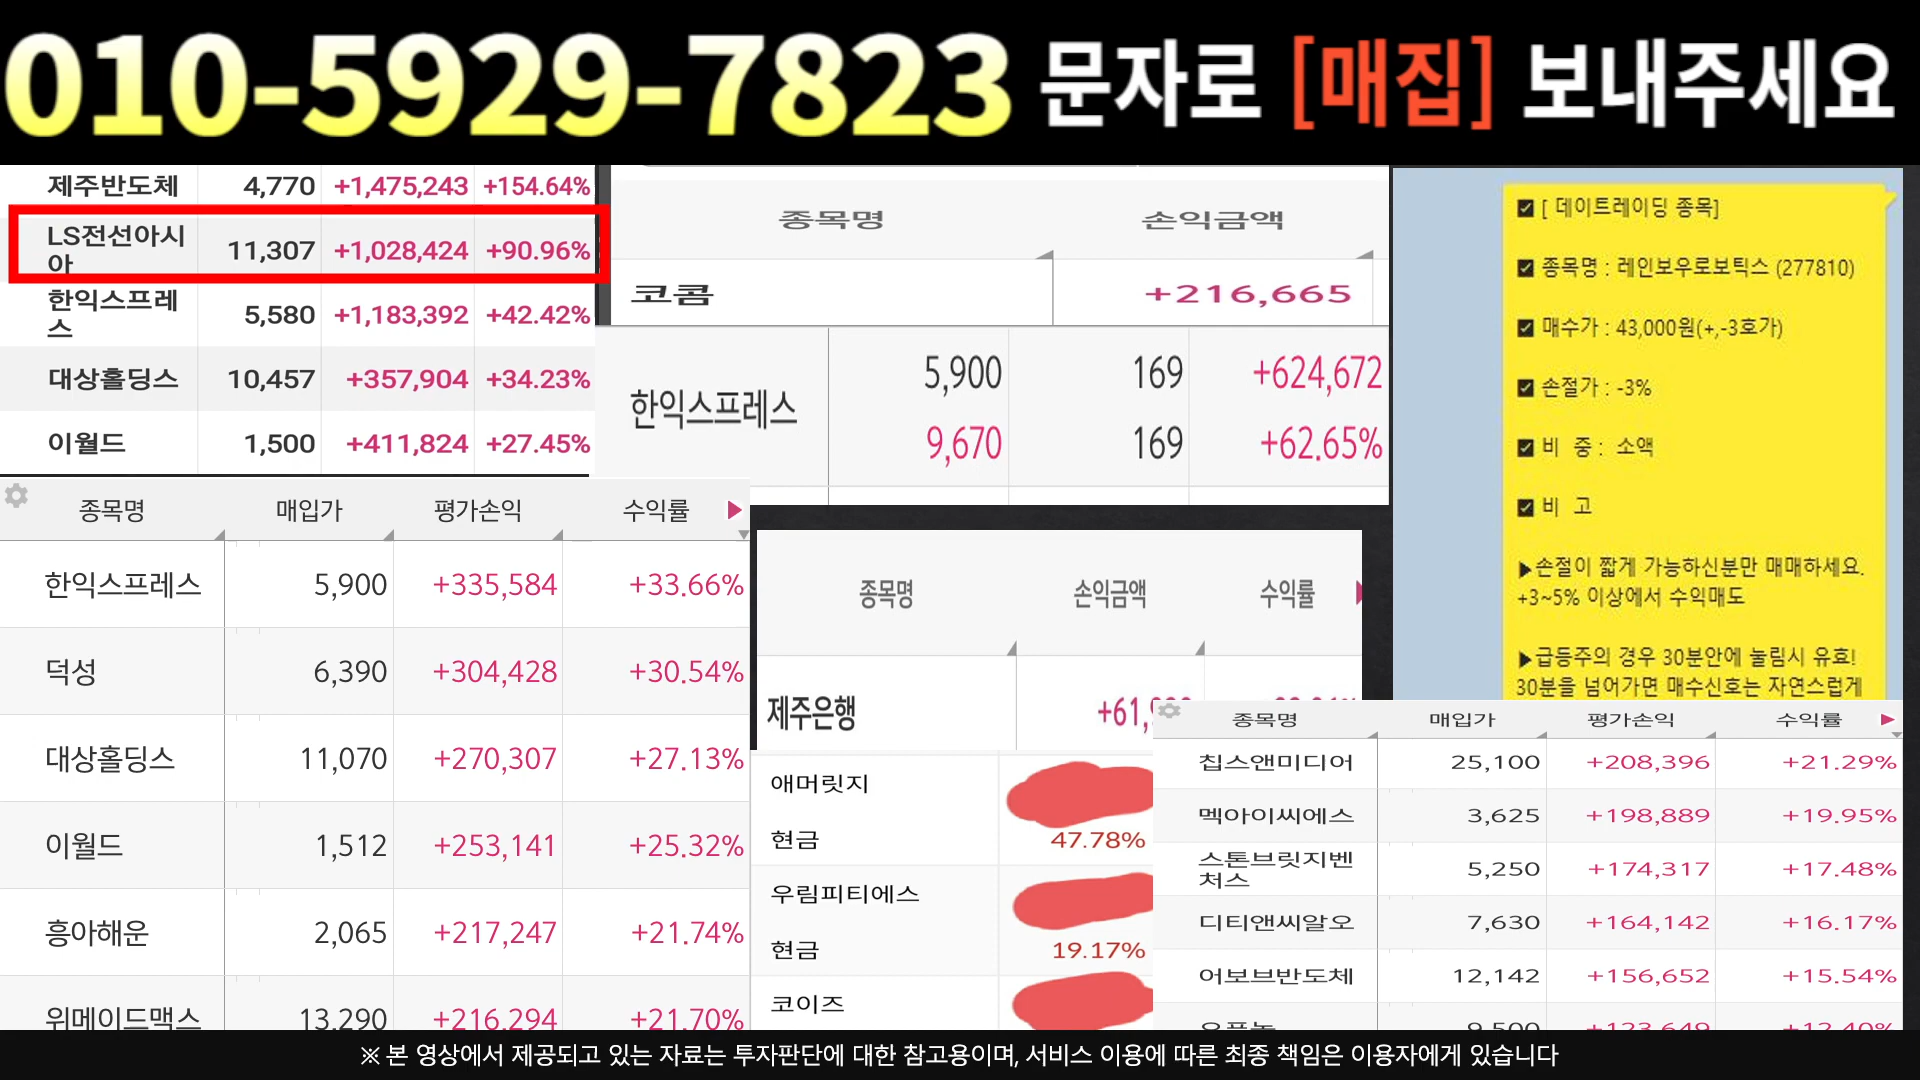 010-5929-7823 문자로 [매집] 보내주세요
제주반도체 4,770 +1,475,243 +154.64%
LS전선아시
아 11,307 +1,028,424 +90.96%
한익스프레
스 5,580 +1,183,392 +42.42%
대상홀딩스 10,457 +357,904 +34.23%
이월드 1,500 +411,824 +27.45%
종목명 손익금액
코콤 +216,665
한익스프레스
5,900 169 +624,672
9,670 169 +62.65%
☑ [ 데이트레이딩 종목]
☑ 종목명 : 레인보우로보틱스 (277810)
☑ 매수가 : 43,000원(+,-3호가)
☑ 손절가 : -3%
☑ 비 중 : 소액
☑ 비 고
▶손절이 짧게 가능하신분만 매매하세요.
+3~5% 이상에서 수익매도
▶급등주의 경우 30분안에 눌림시 유효!
30분을 넘어가면 매수신호는 자연스럽게
종목명 매입가 평가손익 수익률
한익스프레스 5,900 +335,584 +33.66%
덕성 6,390 +304,428 +30.54%
대상홀딩스 11,070 +270,307 +27.13%
이월드 1,512 +253,141 +25.32%
흥아해운 2,065 +217,247 +21.74%
위메이드맥스 13,290 +216,294 +21.70%
종목명 손익금액 수익률
제주은행 +61,
애머릿지
현금 47.78%
우림피티에스
현금 19.17%
코이즈
종목명 매입가 평가손익 수익률
칩스앤미디어 25,100 +208,396 +21.29%
멕아이씨에스 3,625 +198,889 +19.95%
스톤브릿지벤
처스 5,250 +174,317 +17.48%
디티앤씨알오 7,630 +164,142 +16.17%
어보브반도체 12,142 +156,652 +15.54%
※ 본 영상에서 제공되고 있는 자료는 투자판단에 대한 참고용이며, 서비스 이용에 따른 최종 책임은 이용자에게 있습니다